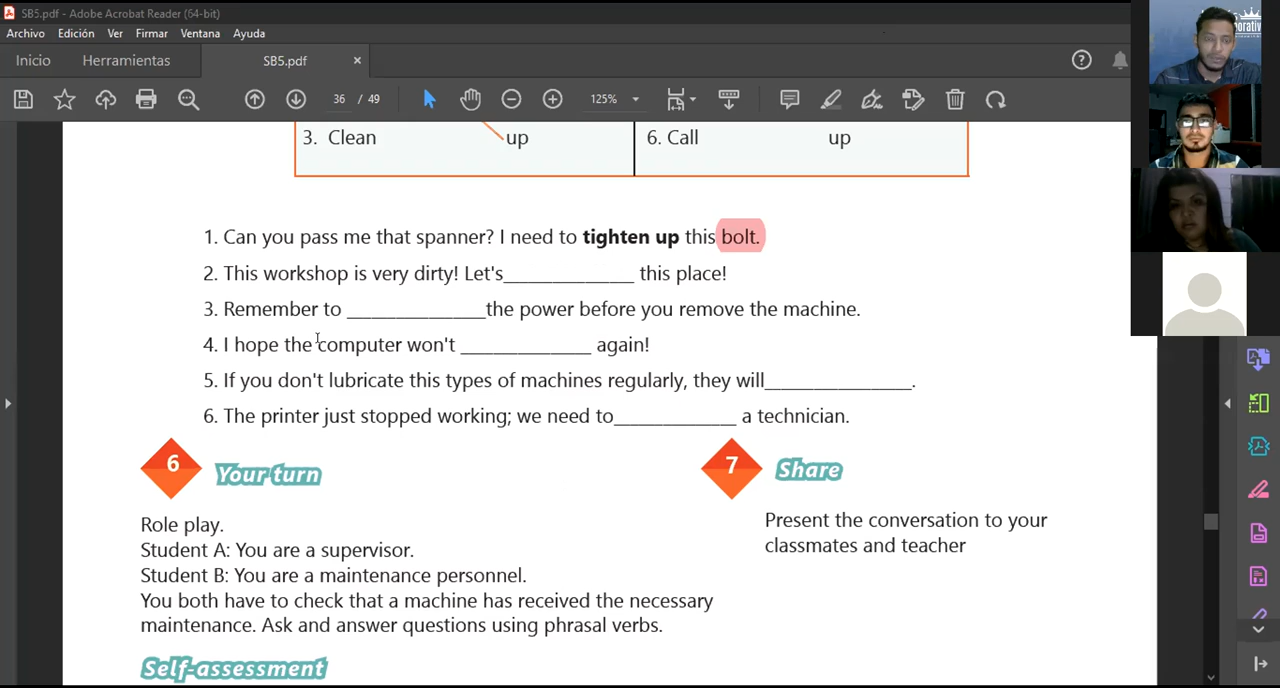 SB5.pdf - Adobe Acrobat Reader (64-bit)
Archivo Edición Ver Firmar Ventana Ayuda
Inicio Herramientas SB5.pdf ×
36 / 49 125%
3. Clean up 6. Call up
1. Can you pass me that spanner? I need to tighten up this bolt.
2. This workshop is very dirty! Let's_____________ this place!
3. Remember to ______________the power before you remove the machine.
4. I hope the computer won't _____________ again!
5. If you don't lubricate this types of machines regularly, they will_______________.
6. The printer just stopped working; we need to____________ a technician.
6 Your turn
7 Share
Role play.
Student A: You are a supervisor.
Student B: You are a maintenance personnel.
You both have to check that a machine has received the necessary
maintenance. Ask and answer questions using phrasal verbs.
Present the conversation to your
classmates and teacher
Self-assessment